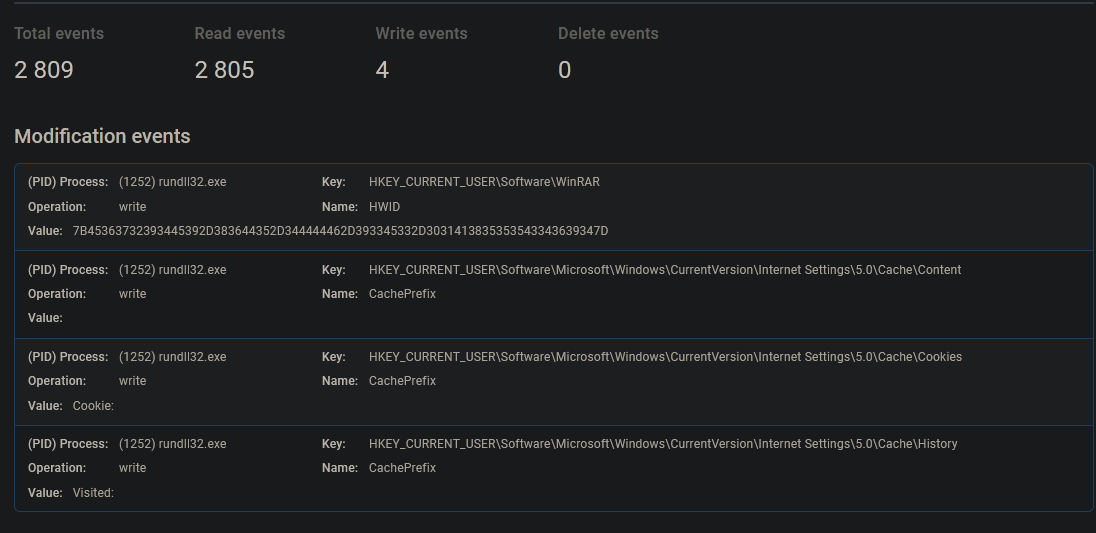 Total events Read events Write events Delete events
2 809 2 805 4 0
Modification events
(PID) Process: (1252) rundll32.exe Key: HKEY_CURRENT_USER\Software\WinRAR
Operation: write Name: HWID
Value: 7B45363732393445392D383644352D344444462D393345332D3031413835353543343639347D
(PID) Process: (1252) rundll32.exe Key: HKEY_CURRENT_USER\Software\Microsoft\Windows\CurrentVersion\Internet Settings\5.0\Cache\Content
Operation: write Name: CachePrefix
Value:
(PID) Process: (1252) rundll32.exe Key: HKEY_CURRENT_USER\Software\Microsoft\Windows\CurrentVersion\Internet Settings\5.0\Cache\Cookies
Operation: write Name: CachePrefix
Value: Cookie:
(PID) Process: (1252) rundll32.exe Key: HKEY_CURRENT_USER\Software\Microsoft\Windows\CurrentVersion\Internet Settings\5.0\Cache\History
Operation: write Name: CachePrefix
Value: Visited: